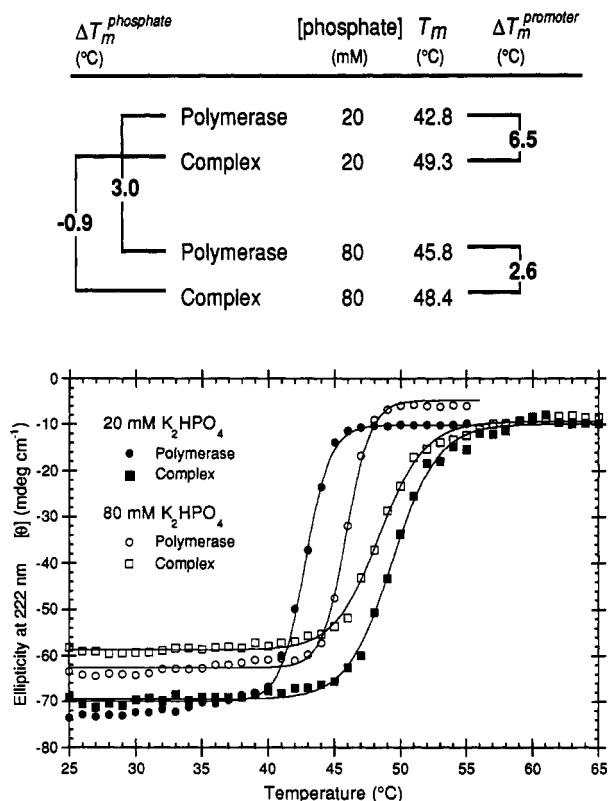 ΔTm^phosphate [phosphate] Tm ΔTm^promoter
(°C) (mM) (°C) (°C)
Polymerase 20 42.8
6.5
Complex 20 49.3
3.0
-0.9
Polymerase 80 45.8
2.6
Complex 80 48.4
Ellipticity at 222 nm [θ] (mdeg cm⁻¹)
0
-10
-20
-30
-40
-50
-60
-70
-80
20 mM K₂HPO₄
Polymerase
Complex
80 mM K₂HPO₄
Polymerase
Complex
25 30 35 40 45 50 55 60 65
Temperature (°C)